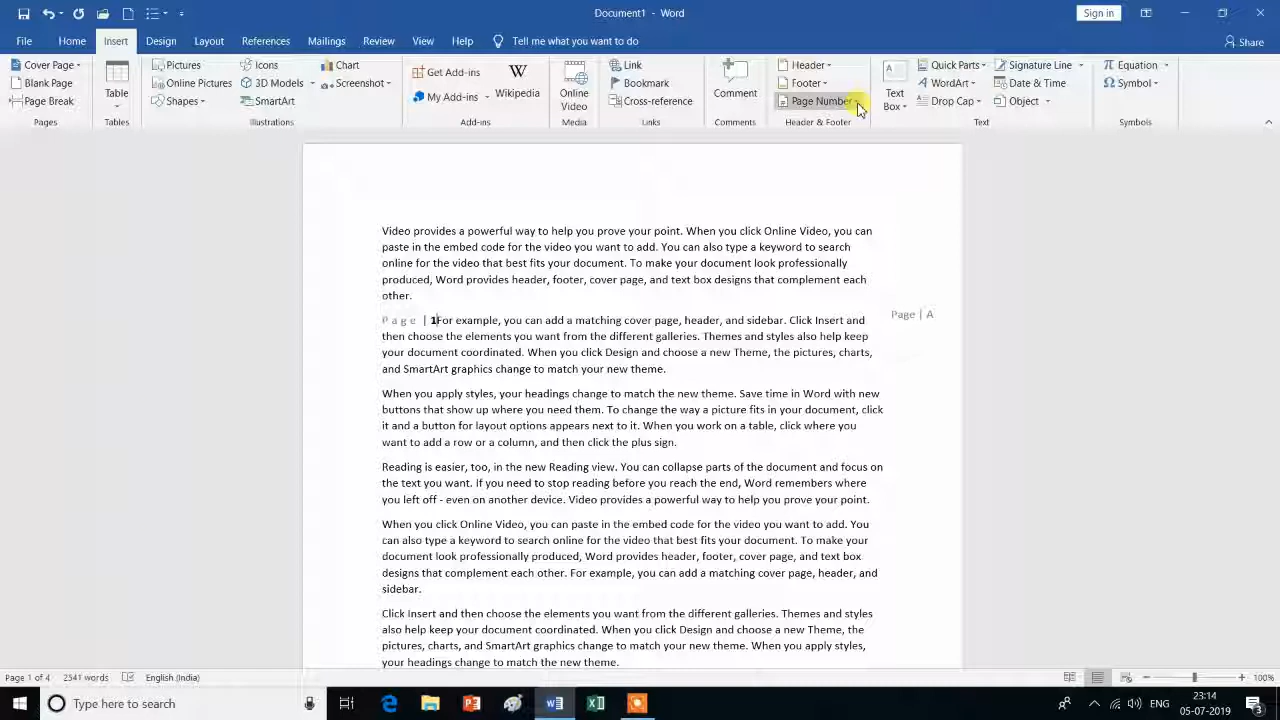 Document1 - Word
Sign in
File Home Insert Design Layout References Mailings Review View Help Tell me what you want to do Share
Cover Page
Blank Page
Page Break
Pages
Table
Tables
Pictures
Online Pictures
Shapes
Icons
3D Models
SmartArt
Chart
Screenshot
Illustrations
Get Add-ins
My Add-ins
Wikipedia
Add-ins
Online
Video
Media
Link
Bookmark
Cross-reference
Links
Comment
Comments
Header
Footer
Page Number
Header & Footer
Text
Box
Quick Parts
WordArt
Drop Cap
Signature Line
Date & Time
Object
Text
Equation
Symbol
Symbols
Video provides a powerful way to help you prove your point. When you click Online Video, you can
paste in the embed code for the video you want to add. You can also type a keyword to search
online for the video that best fits your document. To make your document look professionally
produced, Word provides header, footer, cover page, and text box designs that complement each
other.
Page | 1For example, you can add a matching cover page, header, and sidebar. Click Insert and
Page | A
then choose the elements you want from the different galleries. Themes and styles also help keep
your document coordinated. When you click Design and choose a new Theme, the pictures, charts,
and SmartArt graphics change to match your new theme.
When you apply styles, your headings change to match the new theme. Save time in Word with new
buttons that show up where you need them. To change the way a picture fits in your document, click
it and a button for layout options appears next to it. When you work on a table, click where you
want to add a row or a column, and then click the plus sign.
Reading is easier, too, in the new Reading view. You can collapse parts of the document and focus on
the text you want. If you need to stop reading before you reach the end, Word remembers where
you left off - even on another device. Video provides a powerful way to help you prove your point.
When you click Online Video, you can paste in the embed code for the video you want to add. You
can also type a keyword to search online for the video that best fits your document. To make your
document look professionally produced, Word provides header, footer, cover page, and text box
designs that complement each other. For example, you can add a matching cover page, header, and
sidebar.
Click Insert and then choose the elements you want from the different galleries. Themes and styles
also help keep your document coordinated. When you click Design and choose a new Theme, the
pictures, charts, and SmartArt graphics change to match your new theme. When you apply styles,
your headings change to match the new theme.
Page 1 of 4 2341 words English (India) 100%
Type here to search
ENG
23:14
05-07-2019
3